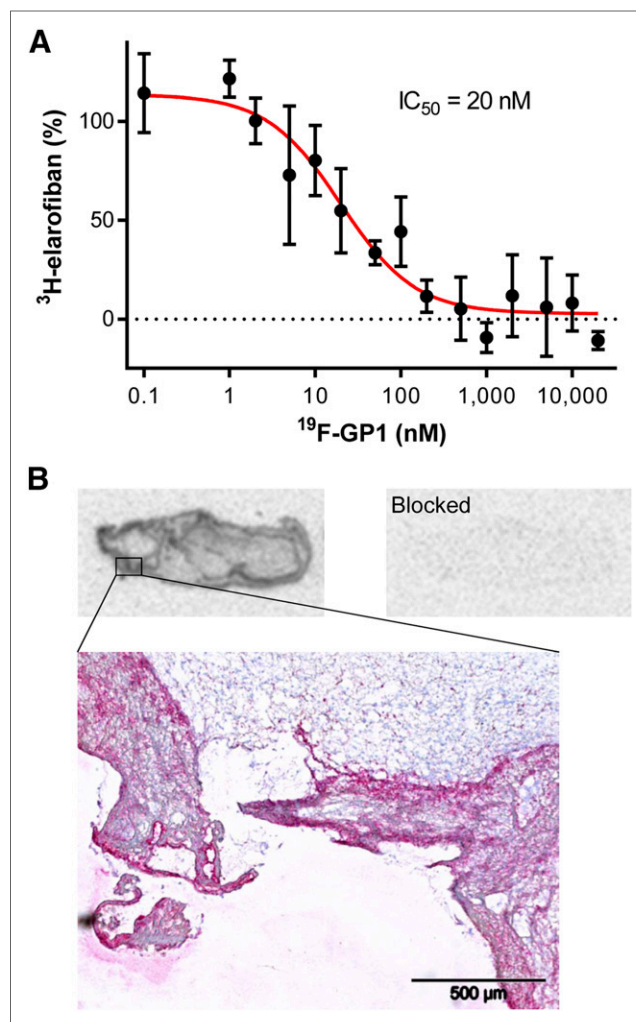 A
³H-elarofiban (%)
100
50
0
IC₅₀ = 20 nM
0.1 1 10 100 1,000 10,000
¹⁹F-GP1 (nM)
B
Blocked
500 µm